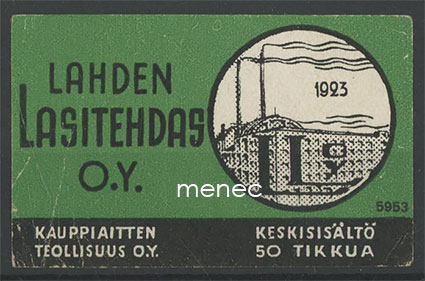 LAHDEN
LASITEHDAS
O.Y.
1923
menec
5953
KAUPPIAITTEN
TEOLLISUUS O.Y.
KESKISISÄLTÖ
50 TIKKUA